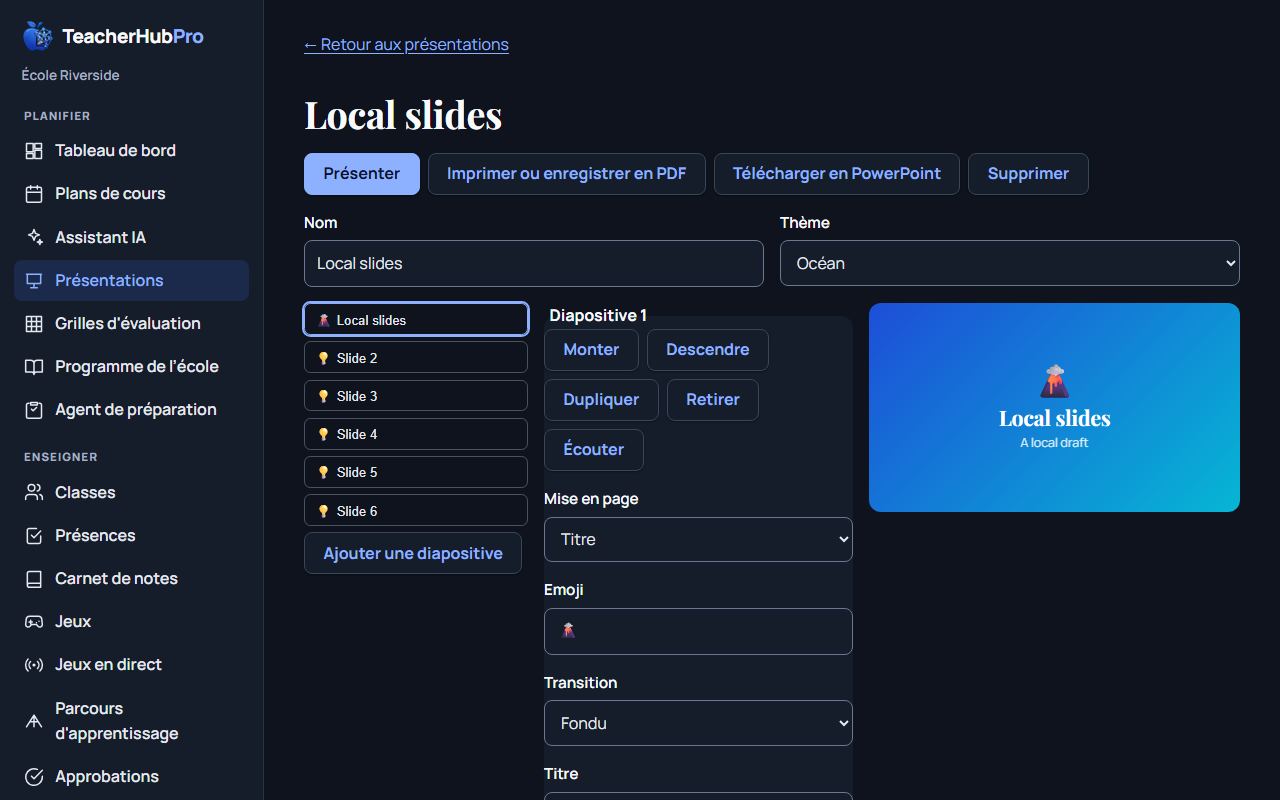 TeacherHubPro
École Riverside
PLANIFIER
Tableau de bord
Plans de cours
Assistant IA
Présentations
Grilles d'évaluation
Programme de l'école
Agent de préparation
ENSEIGNER
Classes
Présences
Carnet de notes
Jeux
Jeux en direct
Parcours
d'apprentissage
Approbations
← Retour aux présentations
Local slides
Présenter
Imprimer ou enregistrer en PDF
Télécharger en PowerPoint
Supprimer
Nom
Local slides
Thème
Océan
Local slides
Slide 2
Slide 3
Slide 4
Slide 5
Slide 6
Ajouter une diapositive
Diapositive 1
Monter
Descendre
Dupliquer
Retirer
Écouter
Mise en page
Titre
Emoji
Transition
Fondu
Titre
Local slides
A local draft